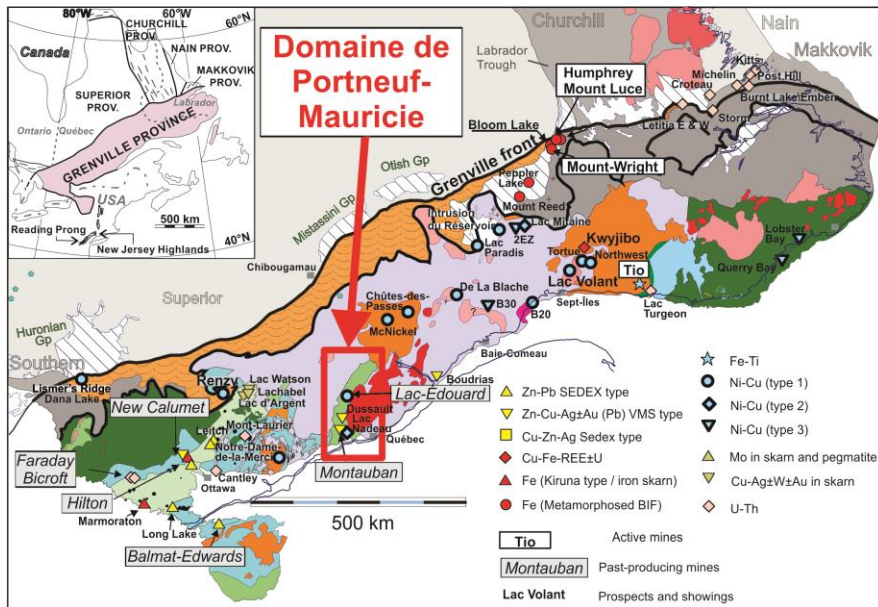 80°W
60°W
60°N
CHURCHILL
PROV.
NAIN PROV.
Canada
MAKKOVIK
PROV.
SUPERIOR
PROV.
Labrador
Ontario
Québec
GRENVILLE PROVINCE
USA
500 km
40°N
Reading Prong
New Jersey Highlands
Domaine de
Portneuf-
Mauricie
Churchill
Nain
Makkovik
Labrador
Trough
Kitts
Michelin
Post Hill
Croteau
Burnt Lake
Emben
Storm
Letitia E & W
Humphrey
Mount Luce
Bloom Lake
Mount-Wright
Grenville front
Peppler
Lake
Mount Reed
Otish Gp
Mistassini Gp
Intrusion
du Réservoir
Lac Mitaine
2EZ
Lac
Paradis
Kwyjibo
Tortue
Northwest
Tio
Lac Volant
Lobster
Bay
Querry Bay
Sept-Îles
Lac
Turgeon
Chibougamau
Superior
De La Blache
Chûtes-des-
Passes
McNickel
B30
B20
?
Baie-Comeau
Huronian Gp
Southern
Lismer's Ridge
Dana Lake
Renzy
Lac Watson
Lachabel
Lac d'Argent
New Calumet
Mont-Laurier
Leitch
Notre-Dame-
de-la-Merci
Boudrias
Lac-Édouard
Dussault
Lac
Nadeau
Québec
Montauban
Faraday
Bicroft
Cantley
Ottawa
Hilton
Marmoraton
Long Lake
Balmat-Edwards
500 km
Zn-Pb SEDEX type
Zn-Cu-Ag±Au (Pb) VMS type
Cu-Zn-Ag Sedex type
Cu-Fe-REE±U
Fe (Kiruna type / iron skarn)
Fe (Metamorphosed BIF)
Fe-Ti
Ni-Cu (type 1)
Ni-Cu (type 2)
Ni-Cu (type 3)
Mo in skarn and pegmatite
Cu-Ag±W±Au in skarn
U-Th
Tio
Active mines
Montauban
Past-producing mines
Lac Volant
Prospects and showings